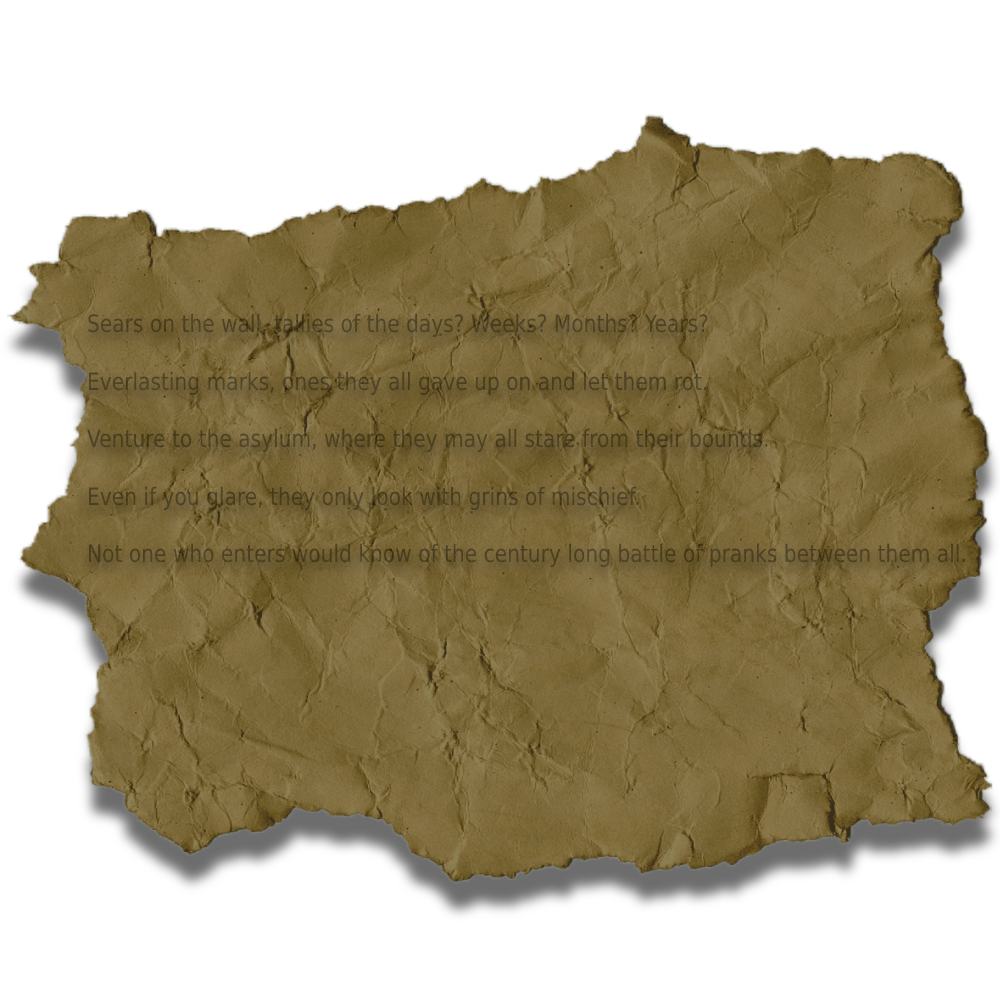 Sears on the wall, tallies of the days? Weeks? Months? Years?
Everlasting marks, ones they all gave up on and let them rot.
Venture to the asylum, where they may all stare from their bounds.
Even if you glare, they only look with grins of mischief.
Not one who enters would know of the century long battle of pranks between them all.